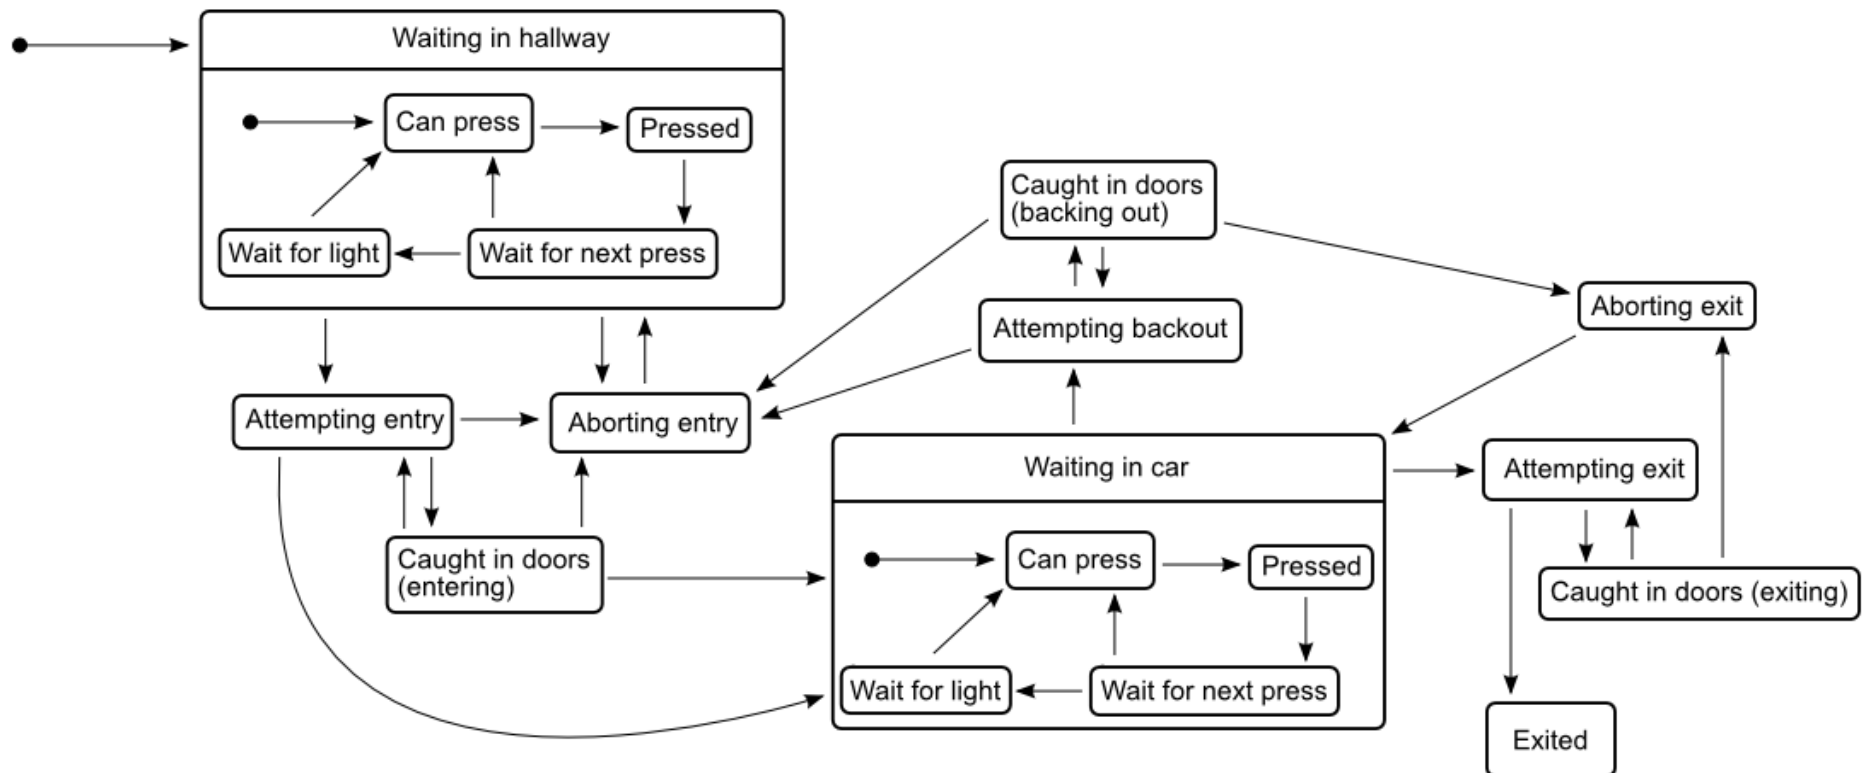 Waiting in hallway
Can press
Pressed
Wait for light
Wait for next press
Caught in doors
(backing out)
Attempting backout
Aborting exit
Attempting entry
Aborting entry
Caught in doors
(entering)
Waiting in car
Can press
Pressed
Wait for light
Wait for next press
Attempting exit
Caught in doors (exiting)
Exited